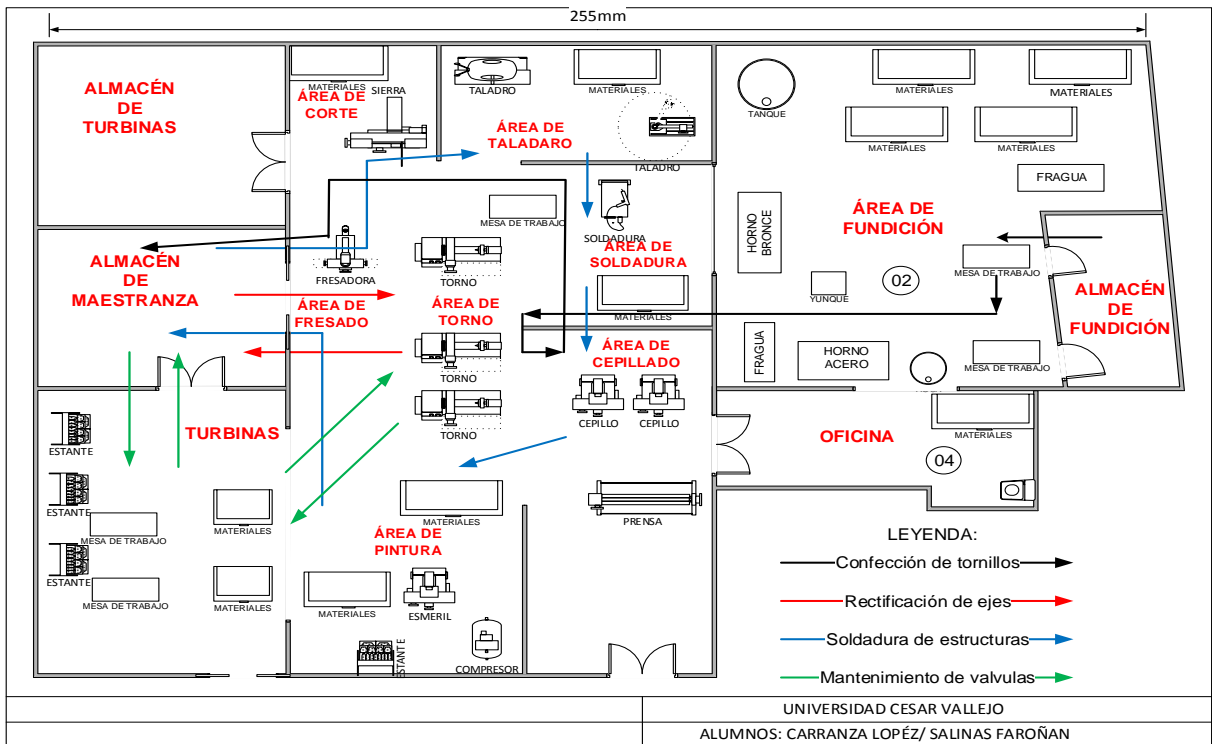 255mm
ALMACÉN
DE
TURBINAS
MATERIALES
SIERRA
ÁREA DE
CORTE
TALADRO
MATERIALES
ÁREA DE
TALADARO
TALADRO
TANQUE
MATERIALES
MATERIALES
MATERIALES
MATERIALES
FRAGUA
HORNO
BRONCE
ÁREA DE
FUNDICIÓN
MESA DE TRABAJO
YUNQUE
02
ALMACÉN
DE
FUNDICIÓN
FRAGUA
HORNO
ACERO
MESA DE TRABAJO
ALMACÉN
DE
MAESTRANZA
FRESADORA
ÁREA DE
FRESADO
MESA DE TRABAJO
TORNO
ÁREA DE
TORNO
TORNO
TORNO
SOLDADURA
ÁREA DE
SOLDADURA
MATERIALES
ÁREA DE
CEPILLADO
CEPILLO
CEPILLO
PRENSA
OFICINA
MATERIALES
04
TURBINAS
ESTANTE
ESTANTE
MESA DE TRABAJO
ESTANTE
MESA DE TRABAJO
MATERIALES
MATERIALES
MATERIALES
ÁREA DE
PINTURA
MATERIALES
ESMERIL
ESTANTE
COMPRESOR
LEYENDA:
Confección de tornillos
Rectificación de ejes
Soldadura de estructuras
Mantenimiento de valvulas
UNIVERSIDAD CESAR VALLEJO
ALUMNOS: CARRANZA LOPÉZ/ SALINAS FAROÑAN